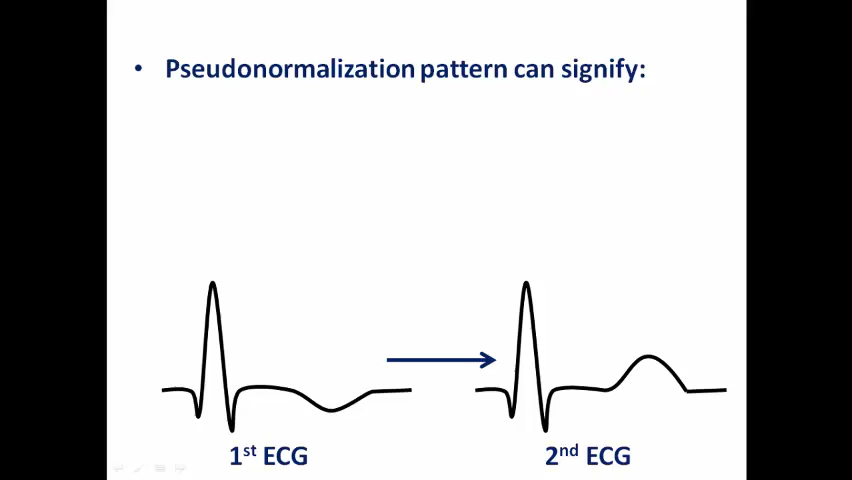 • Pseudonormalization pattern can signify:
1st ECG
2nd ECG